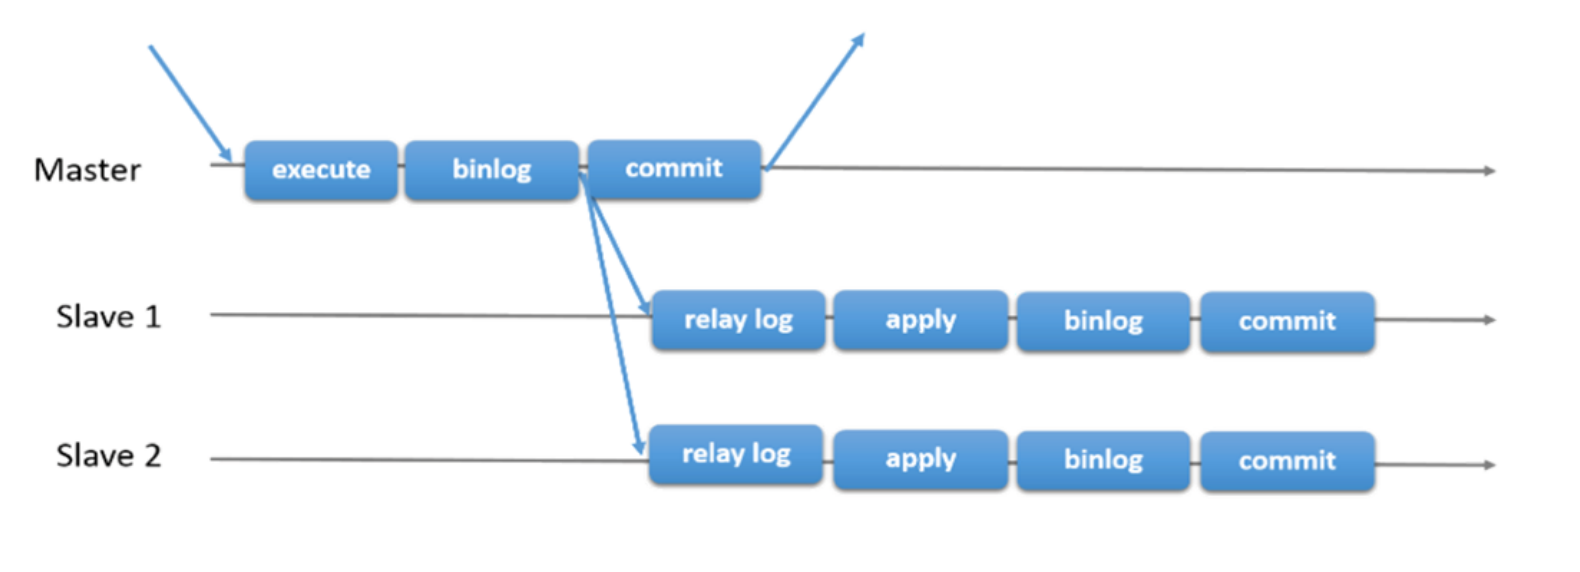 Master execute binlog commit
Slave 1 relay log apply binlog commit
Slave 2 relay log apply binlog commit